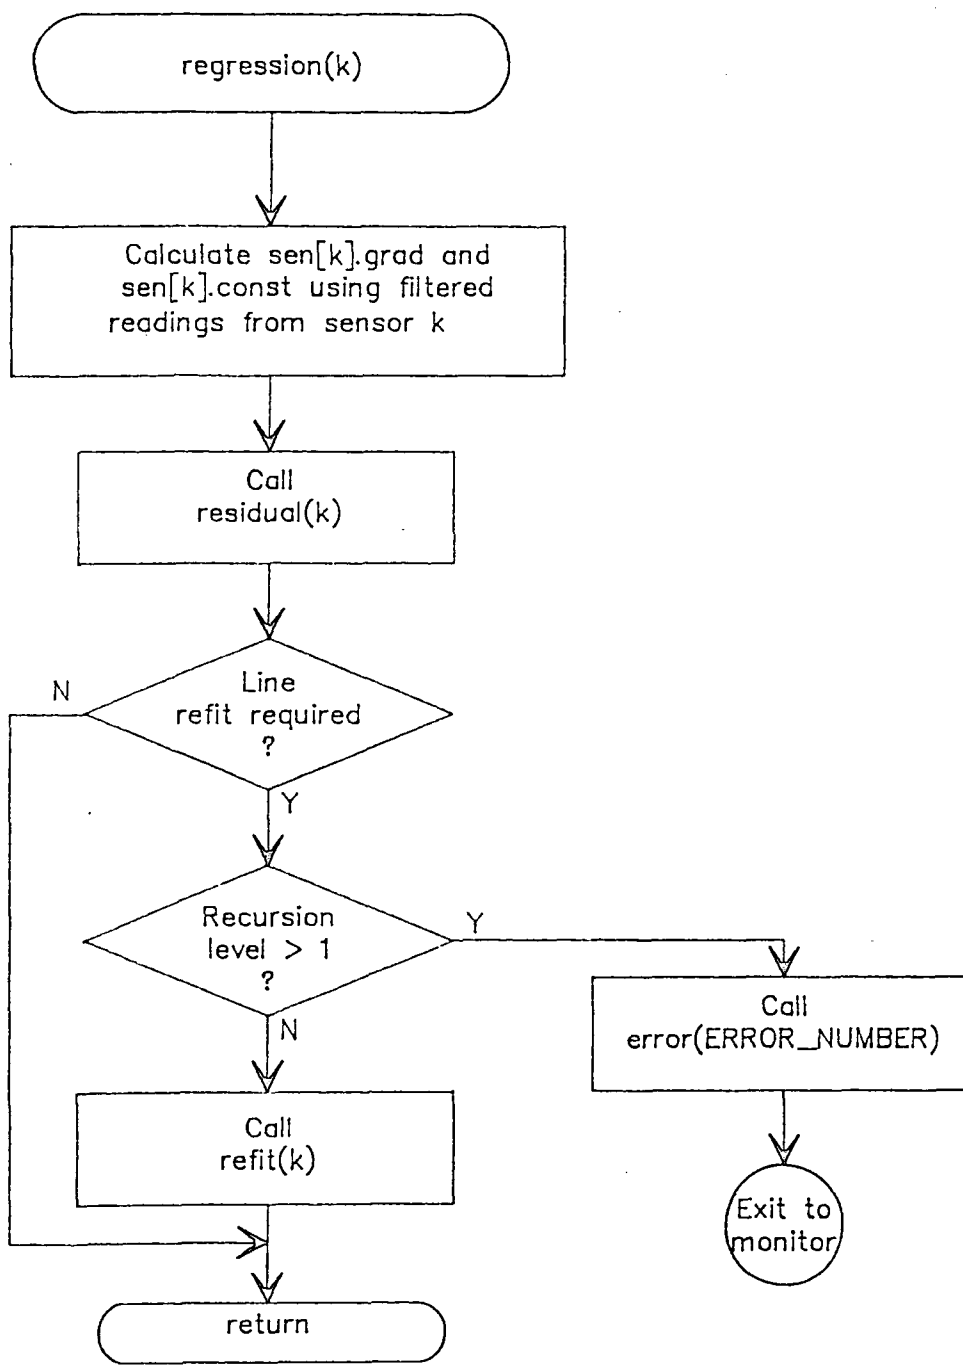 regression(k)
Calculate sen[k].grad and
sen[k].const using filtered
readings from sensor k
Call
residual(k)
N
Line
refit required
?
Y
Recursion
level > 1
?
Y
N
Call
error(ERROR_NUMBER)
Call
refit(k)
Exit to
monitor
return